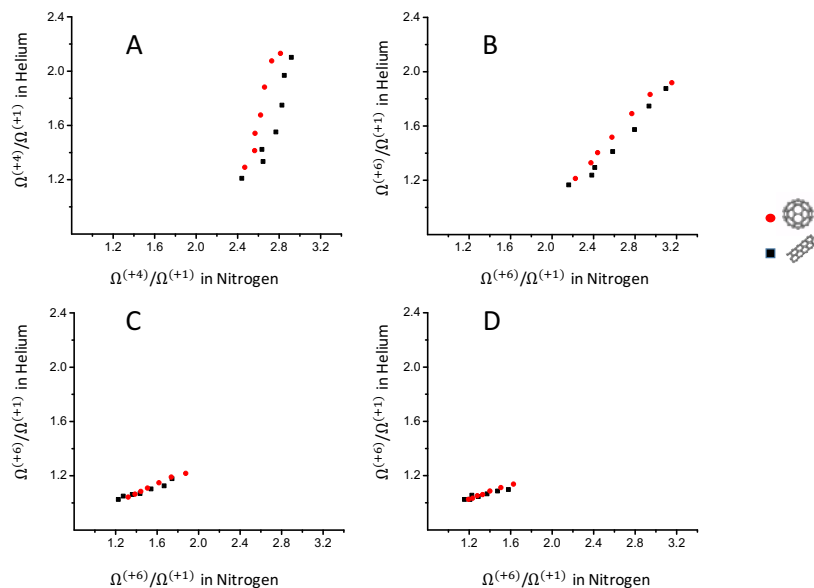 A
2.4
2.0
1.6
1.2
Ω(+4)/Ω(+1) in Helium
1.2 1.6 2.0 2.4 2.8 3.2
Ω(+4)/Ω(+1) in Nitrogen
B
2.4
2.0
1.6
1.2
Ω(+6)/Ω(+1) in Helium
1.2 1.6 2.0 2.4 2.8 3.2
Ω(+6)/Ω(+1) in Nitrogen
C
2.4
2.0
1.6
1.2
Ω(+6)/Ω(+1) in Helium
1.2 1.6 2.0 2.4 2.8 3.2
Ω(+6)/Ω(+1) in Nitrogen
D
2.4
2.0
1.6
1.2
Ω(+6)/Ω(+1) in Helium
1.2 1.6 2.0 2.4 2.8 3.2
Ω(+6)/Ω(+1) in Nitrogen